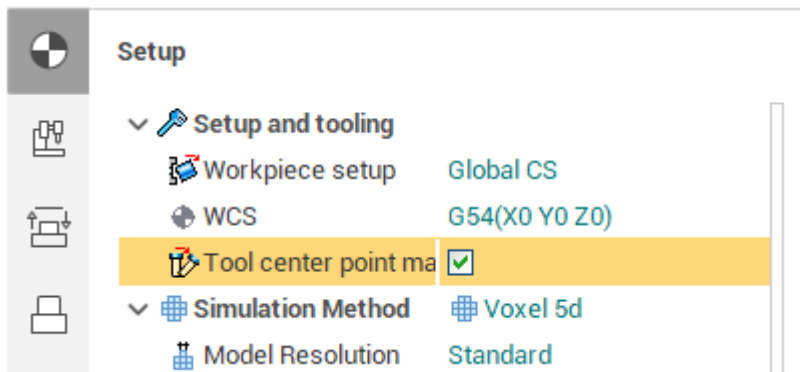 Setup
Setup and tooling
Workpiece setup Global CS
WCS G54(X0 Y0 Z0)
Tool center point ma
Simulation Method Voxel 5d
Model Resolution Standard